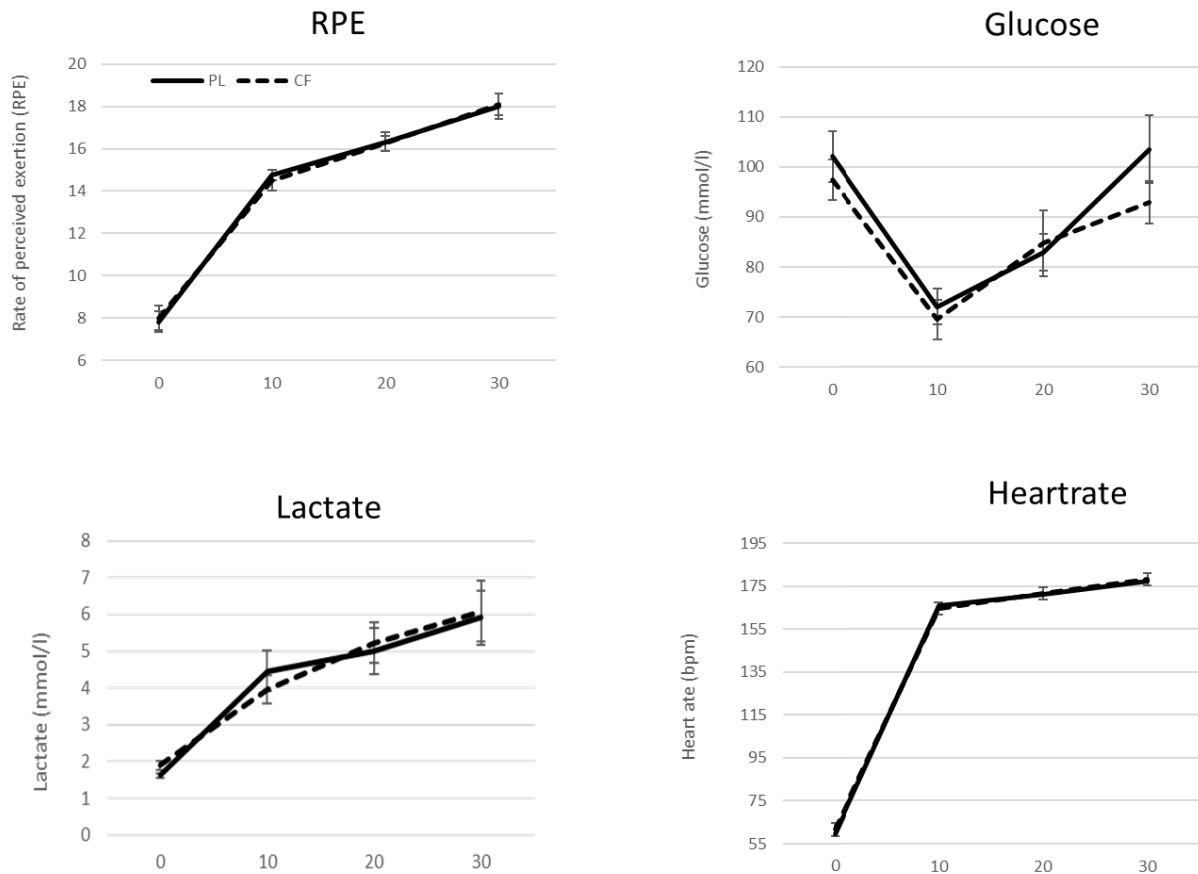 RPE
Rate of perceived exertion (RPE)
20
18
16
14
12
10
8
6
PL CF
0 10 20 30
Glucose
Glucose (mmol/l)
120
110
100
90
80
70
60
0 10 20 30
Lactate
Lactate (mmol/l)
8
7
6
5
4
3
2
1
0
0 10 20 30
Heartrate
Heart ate (bpm)
195
175
155
135
115
95
75
55
0 10 20 30